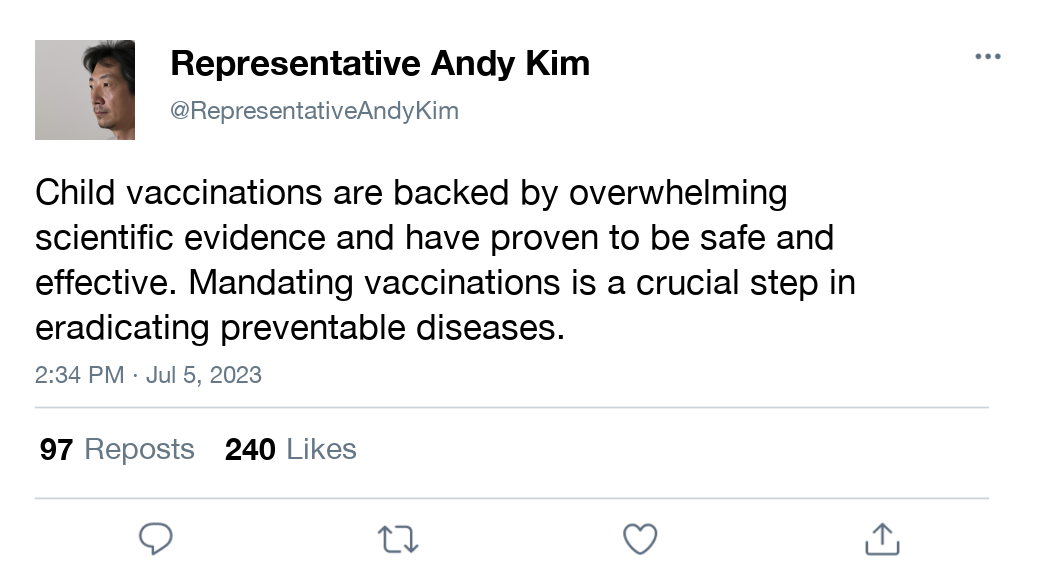 Representative Andy Kim
@RepresentativeAndyKim
Child vaccinations are backed by overwhelming
scientific evidence and have proven to be safe and
effective. Mandating vaccinations is a crucial step in
eradicating preventable diseases.
2:34 PM · Jul 5, 2023
97 Reposts 240 Likes